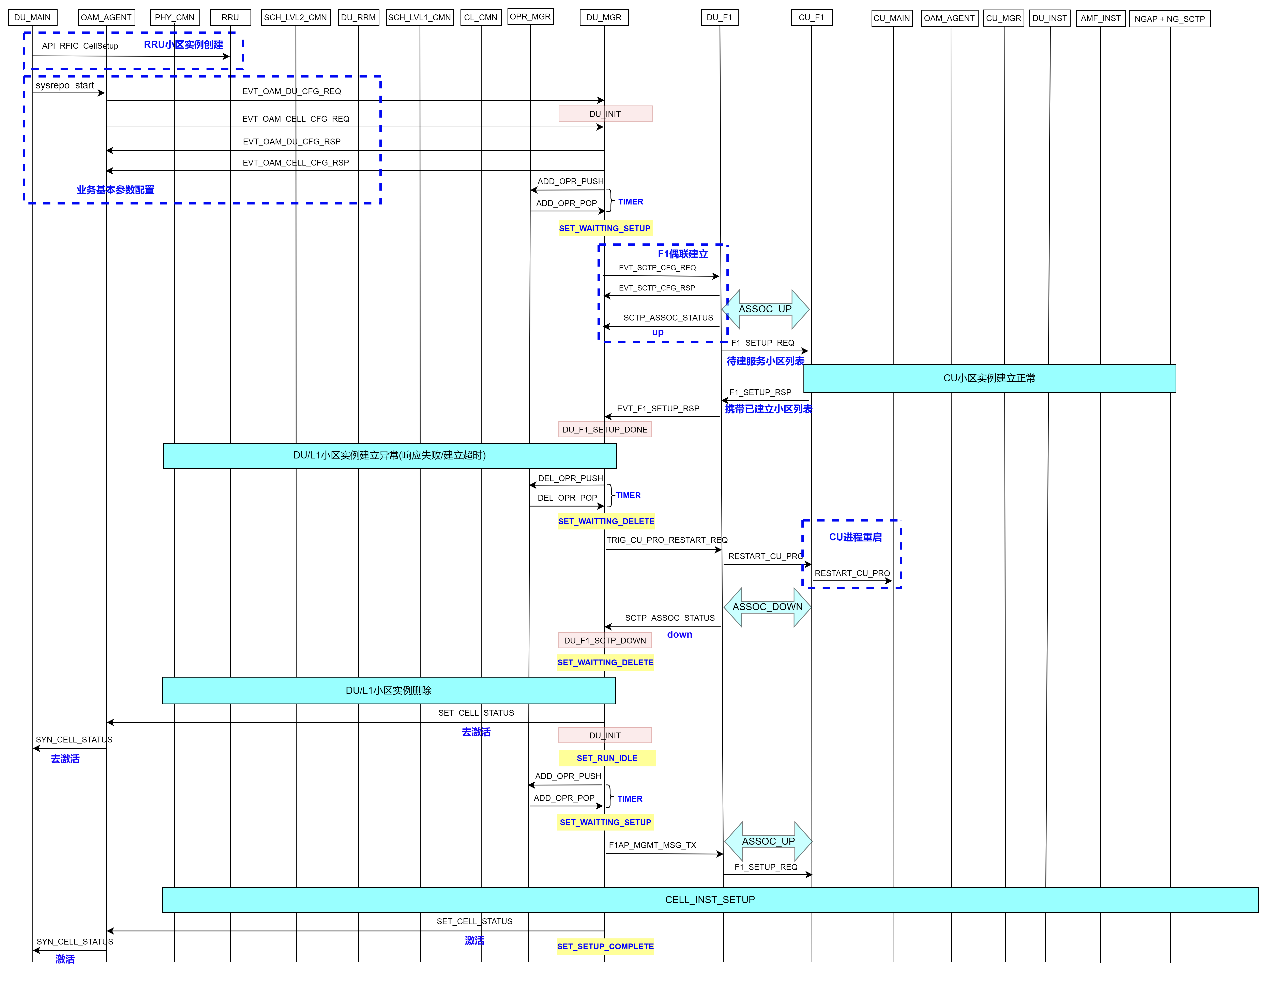 DU_MAIN
OAM_AGENT
PHY_CMN
RRU
SCH_LVL2_CMN
DU_RRM
SCH_LVL1_CMN
CL_CMN
OPR_MGR
DU_MGR
DU_F1
CU_F1
CU_MAIN
OAM_AGENT
CU_MGR
DU_INST
AMF_INST
NGAP + NG_SCTP
API_RFIC_CellSetup
RRU小区实例创建
sysrepo_start
EVT_OAM_DU_CFG_REQ
DU_INIT
EVT_OAM_CELL_CFG_REQ
EVT_OAM_DU_CFG_RSP
EVT_OAM_CELL_CFG_RSP
业务基本参数配置
ADD_OPR_PUSH
TIMER
ADD_OPR_POP
SET_WAITTING_SETUP
F1偶联建立
EVT_SCTP_CFG_REQ
EVT_SCTP_CFG_RSP
ASSOC_UP
SCTP_ASSOC_STATUS
up
F1_SETUP_REQ
待建服务小区列表
CU小区实例建立正常
F1_SETUP_RSP
携带已建立小区列表
EVT_F1_SETUP_RSP
DU_F1_SETUP_DONE
DU/L1小区实例建立异常(响应失败/建立超时)
DEL_OPR_PUSH
TIMER
DEL_OPR_POP
SET_WAITTING_DELETE
TRIG_CU_PRO_RESTART_REQ
CU进程重启
RESTART_CU_PRO
RESTART_CU_PRO
ASSOC_DOWN
SCTP_ASSOC_STATUS
down
DU_F1_SCTP_DOWN
SET_WAITTING_DELETE
DU/L1小区实例删除
SET_CELL_STATUS
去激活
DU_INIT
SYN_CELL_STATUS
去激活
SET_RUN_IDLE
ADD_OPR_PUSH
TIMER
ADD_OPR_POP
SET_WAITTING_SETUP
ASSOC_UP
F1AP_MGMT_MSG_TX
F1_SETUP_REQ
CELL_INST_SETUP
SET_CELL_STATUS
激活
SYN_CELL_STATUS
激活
SET_SETUP_COMPLETE